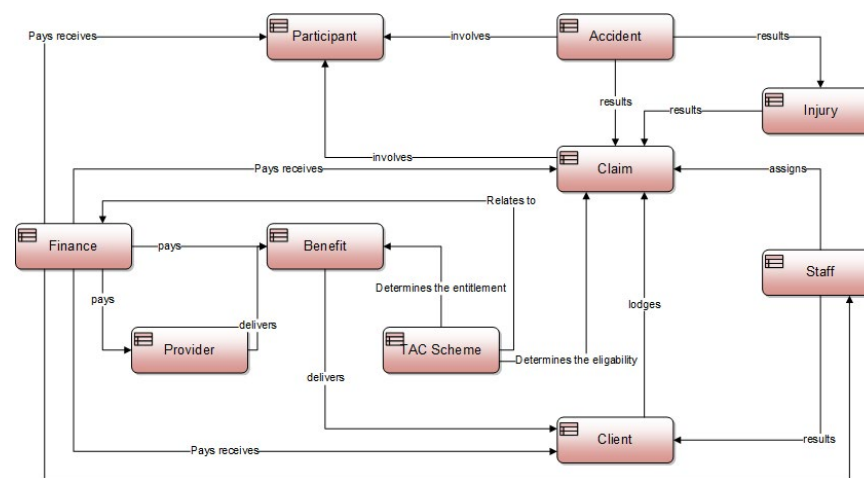 Pays receives
Participant
involves
Accident
results
results
results
Injury
involves
Claim
Pays receives
assigns
Relates to
Finance
pays
Benefit
Staff
Determines the entitlement
pays
lodges
delivers
Provider
TAC Scheme
Determines the eligability
delivers
Client
results
Pays receives